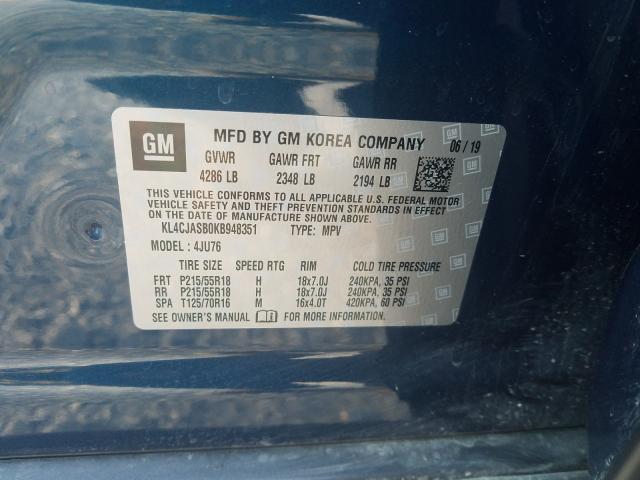 GM MFD BY GM KOREA COMPANY 06/19
GVWR GAWR FRT GAWR RR
4286 LB 2348 LB 2194 LB
THIS VEHICLE CONFORMS TO ALL APPLICABLE U.S. FEDERAL MOTOR
VEHICLE SAFETY AND THEFT PREVENTION STANDARDS IN EFFECT
ON THE DATE OF MANUFACTURE SHOWN ABOVE.
KL4CJASB0KB948351 TYPE: MPV
MODEL: 4JU76
TIRE SIZE SPEED RTG RIM COLD TIRE PRESSURE
FRT P215/55R18 H 18x7.0J 240KPA, 35 PSI
RR P215/55R18 H 18x7.0J 240KPA, 35 PSI
SPA T125/70R16 M 16x4.0T 420KPA, 60 PSI
SEE OWNER'S MANUAL FOR MORE INFORMATION